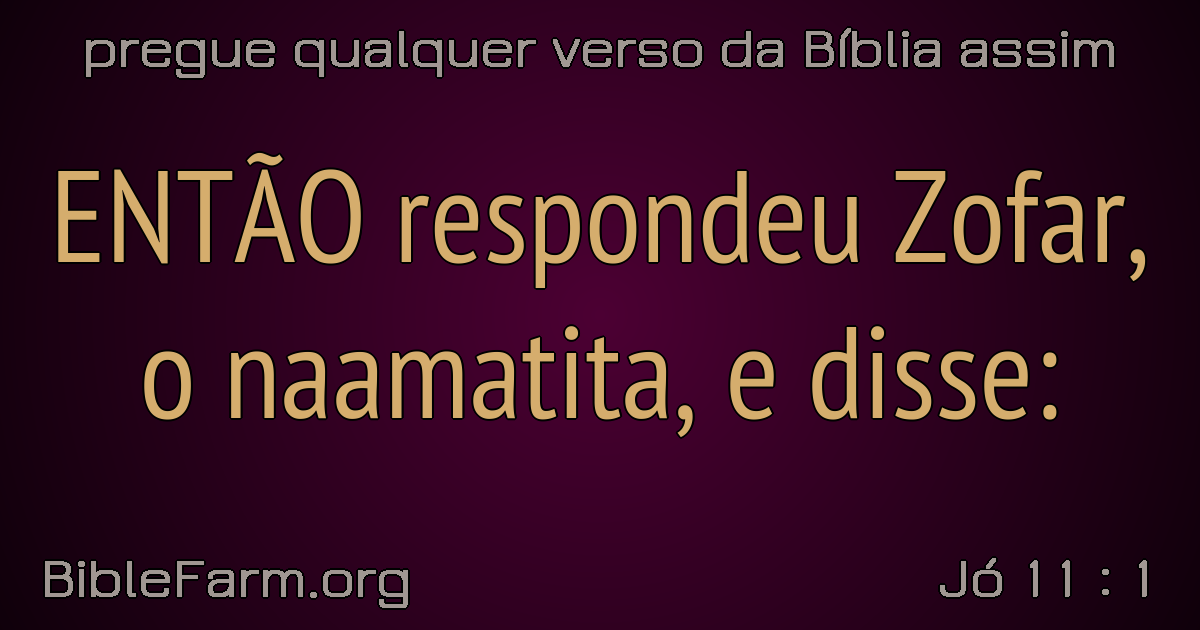 pregue qualquer verso da Bíblia assim
ENTÃO respondeu Zofar,
o naamatita, e disse:
BibleFarm.org
Jó 11 : 1